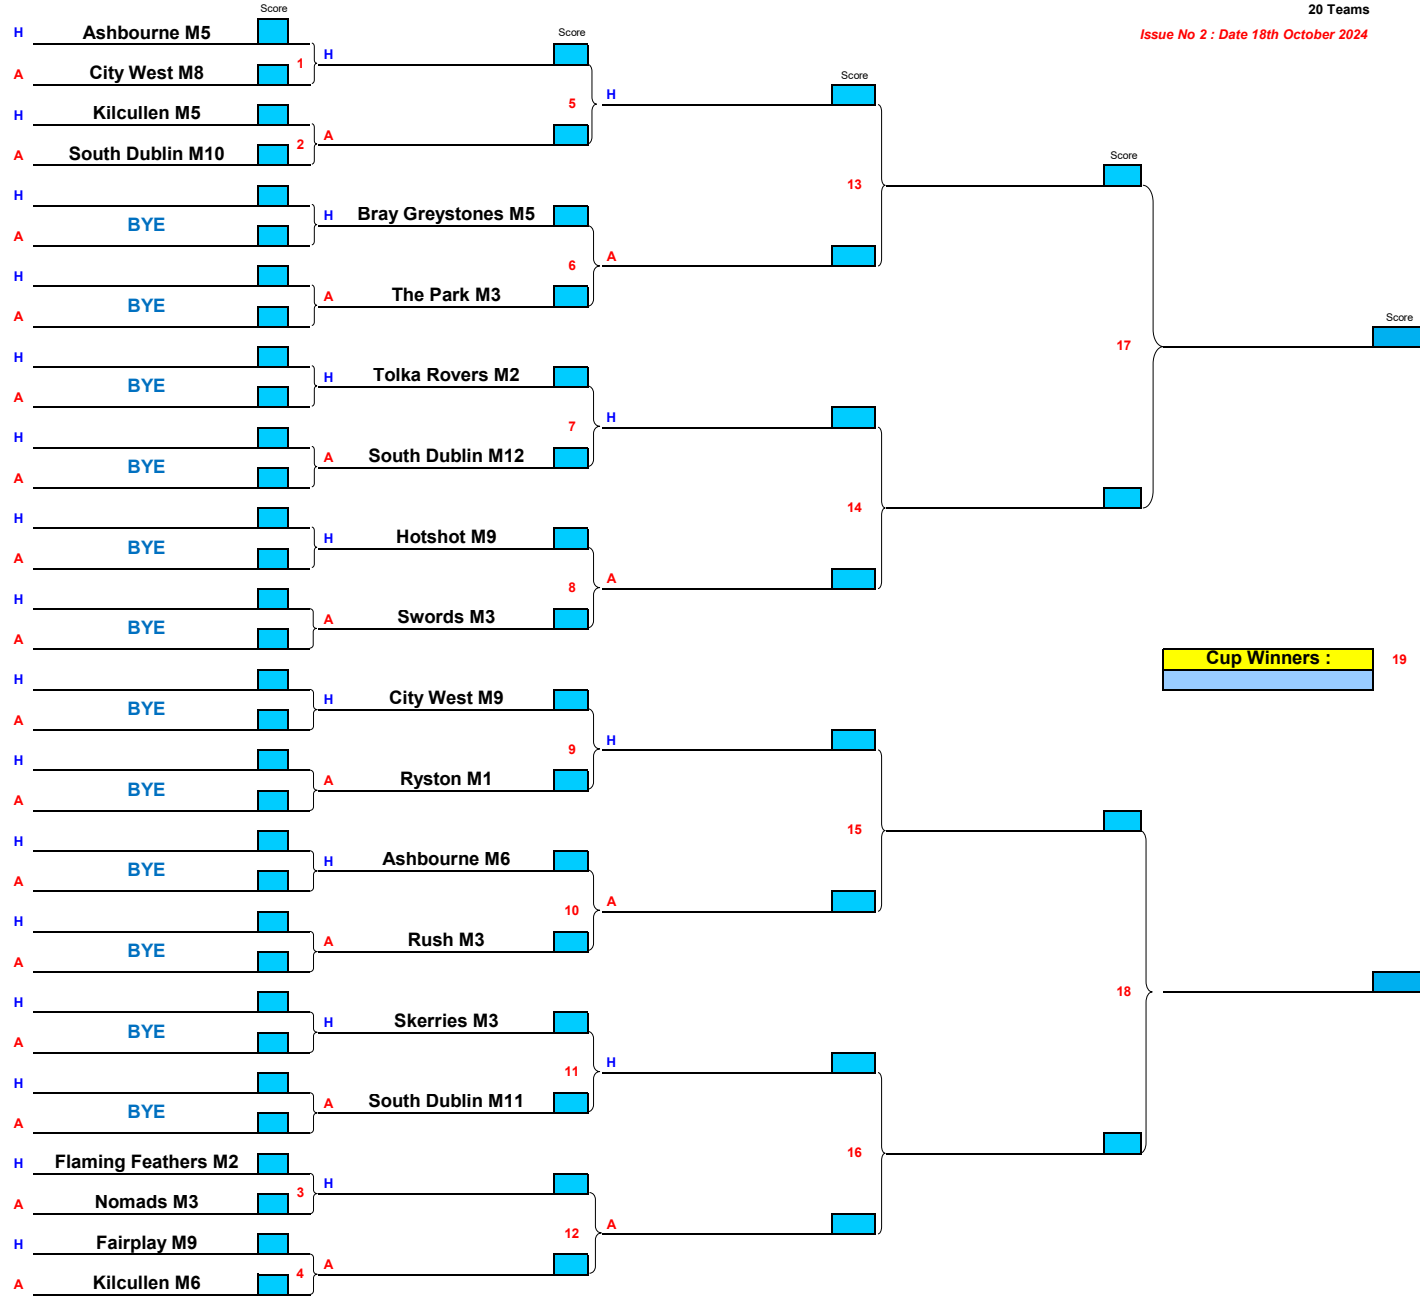 Score
20 Teams
H Ashbourne M5
Score
Issue No 2 : Date 18th October 2024
1 H
A City West M8
Score
H Kilcullen M5
5 H
2 A
A South Dublin M10
Score
13
H
BYE
H Bray Greystones M5
A
6 A
H
BYE
A The Park M3
A
Score
17
H
BYE
H Tolka Rovers M2
A
7 H
H
BYE
A South Dublin M12
A
14
H
BYE
H Hotshot M9
A
8 A
H
BYE
A Swords M3
A
Cup Winners : 19
H
BYE
H City West M9
A
9 H
H
BYE
A Ryston M1
A
15
H
BYE
H Ashbourne M6
A
10 A
H
BYE
A Rush M3
A
18
H
BYE
H Skerries M3
A
11 H
H
BYE
A South Dublin M11
A
16
H Flaming Feathers M2
3 H
A Nomads M3
12 A
H Fairplay M9
4 A
A Kilcullen M6